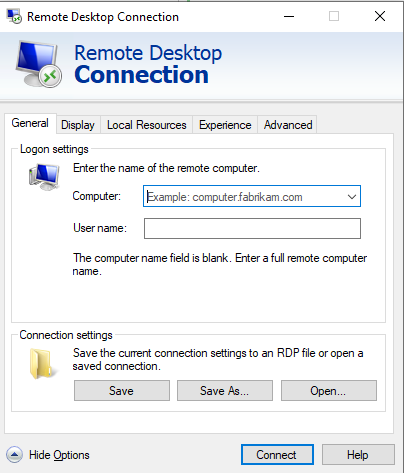 Remote Desktop Connection
Remote Desktop
Connection
General Display Local Resources Experience Advanced
Logon settings
Enter the name of the remote computer.
Computer: Example: computer.fabrikam.com
User name:
The computer name field is blank. Enter a full remote computer
name.
Connection settings
Save the current connection settings to an RDP file or open a
saved connection.
Save Save As... Open...
Hide Options Connect Help